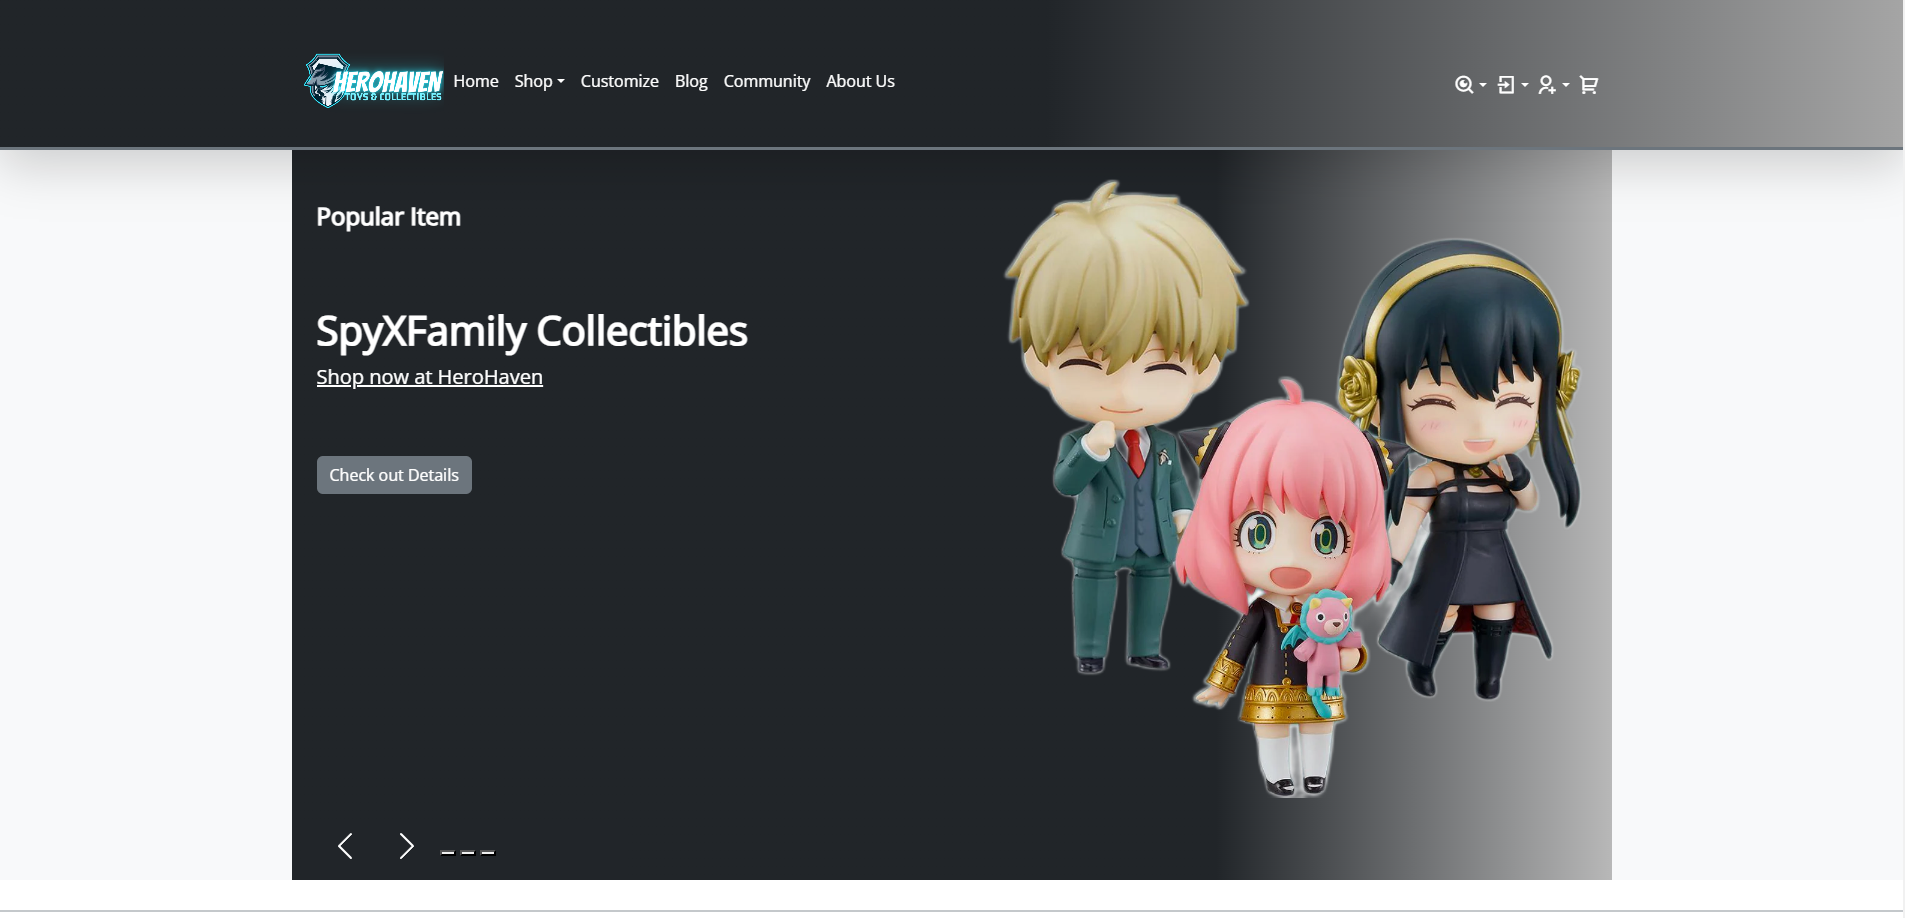 HEROHAVEN
TOYS & COLLECTIBLES
Home Shop Customize Blog Community About Us
Popular Item
SpyXFamily Collectibles
Shop now at HeroHaven
Check out Details